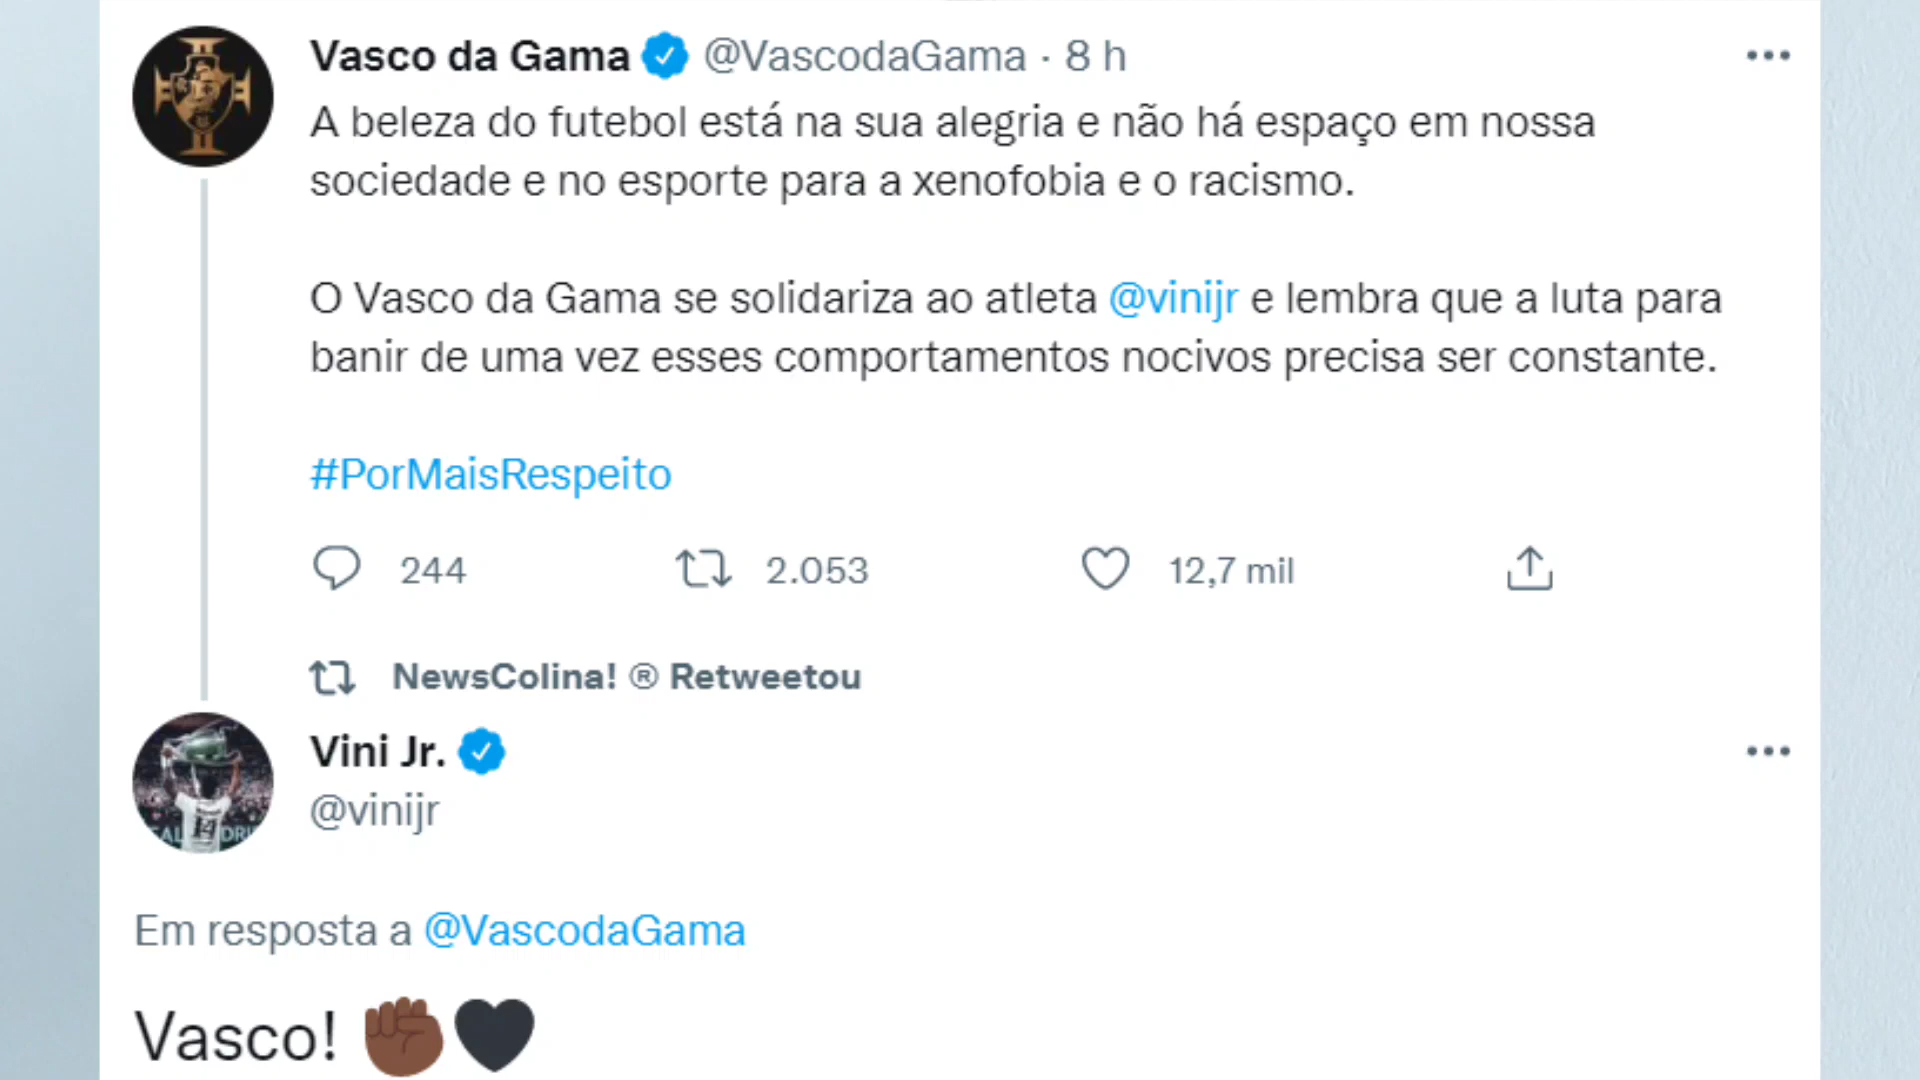 Vasco da Gama @VascodaGama · 8 h
A beleza do futebol está na sua alegria e não há espaço em nossa
sociedade e no esporte para a xenofobia e o racismo.
O Vasco da Gama se solidariza ao atleta @vinijr e lembra que a luta para
banir de uma vez esses comportamentos nocivos precisa ser constante.
#PorMaisRespeito
244 2.053 12,7 mil
NewsColina! ® Retweetou
Vini Jr.
@vinijr
Em resposta a @VascodaGama
Vasco! ✊🏾🖤